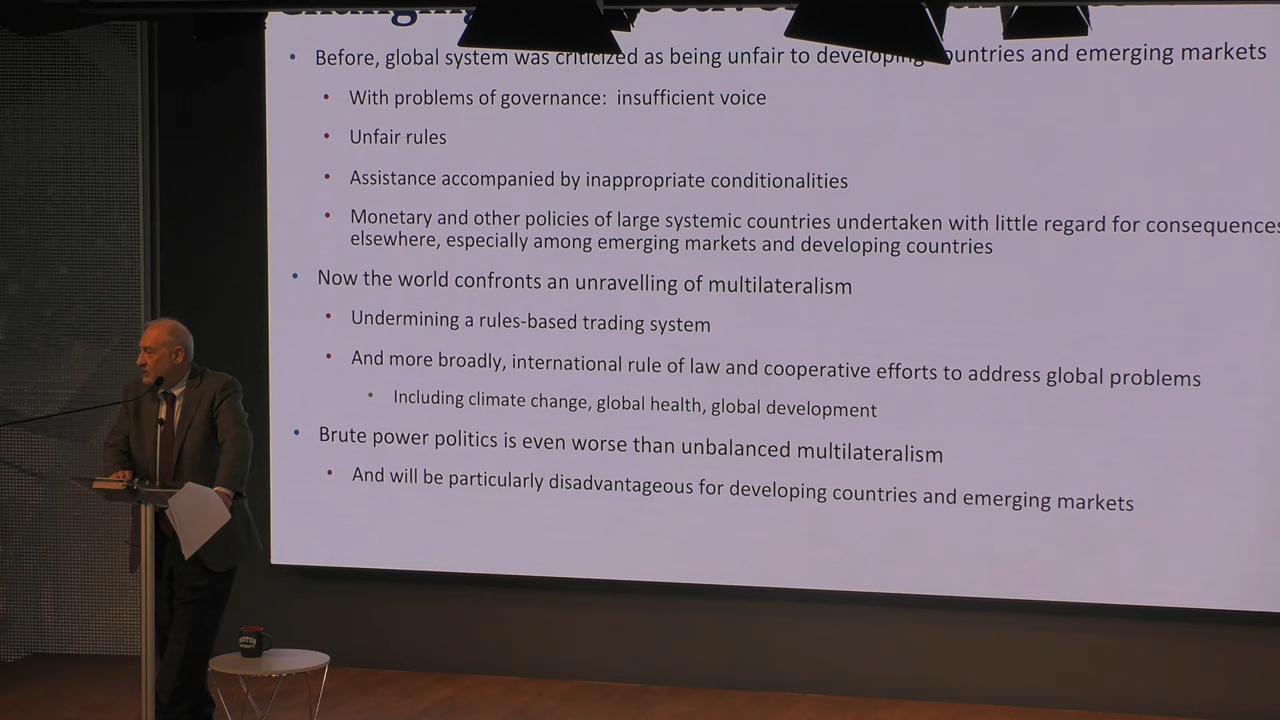 Before, global system was criticized as being unfair to developing countries and emerging markets
With problems of governance: insufficient voice
Unfair rules
Assistance accompanied by inappropriate conditionalities
Monetary and other policies of large systemic countries undertaken with little regard for consequences
elsewhere, especially among emerging markets and developing countries
Now the world confronts an unravelling of multilateralism
Undermining a rules-based trading system
And more broadly, international rule of law and cooperative efforts to address global problems
Including climate change, global health, global development
Brute power politics is even worse than unbalanced multilateralism
And will be particularly disadvantageous for developing countries and emerging markets